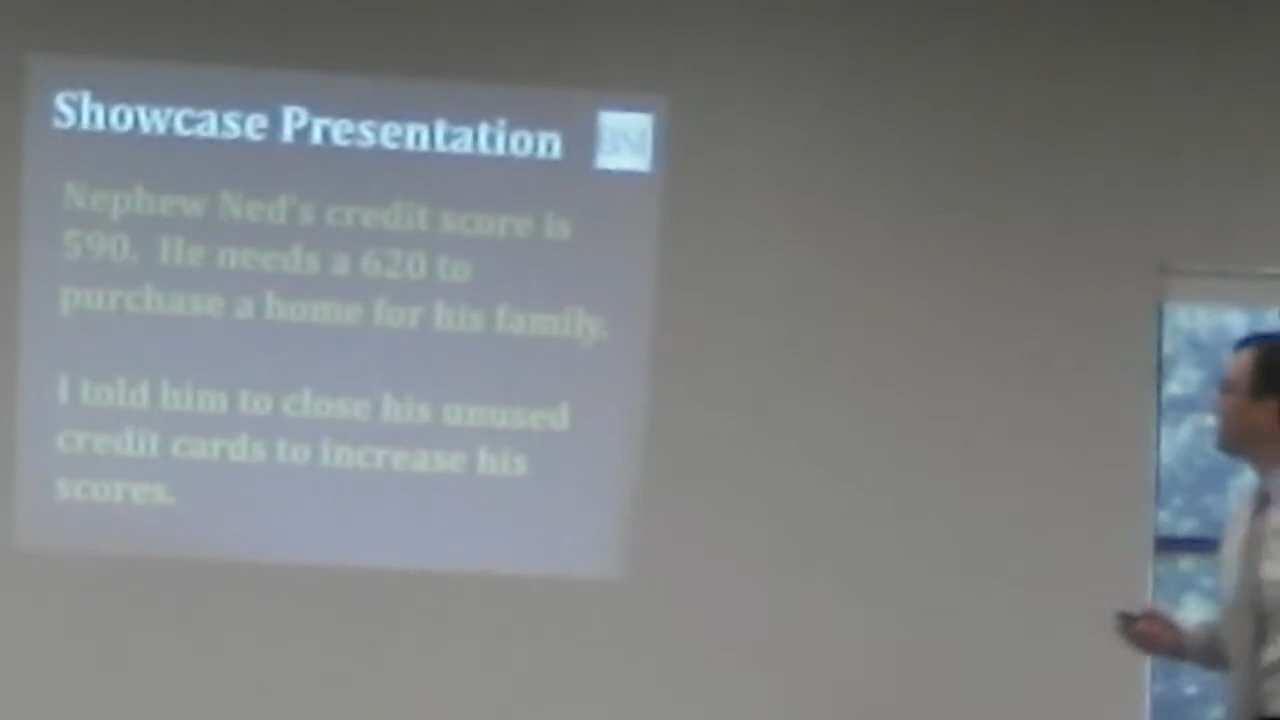 Showcase Presentation
Nephew Ned's credit score is
590. He needs a 620 to
purchase a home for his family.
I told him to close his unused
credit cards to increase his
scores.